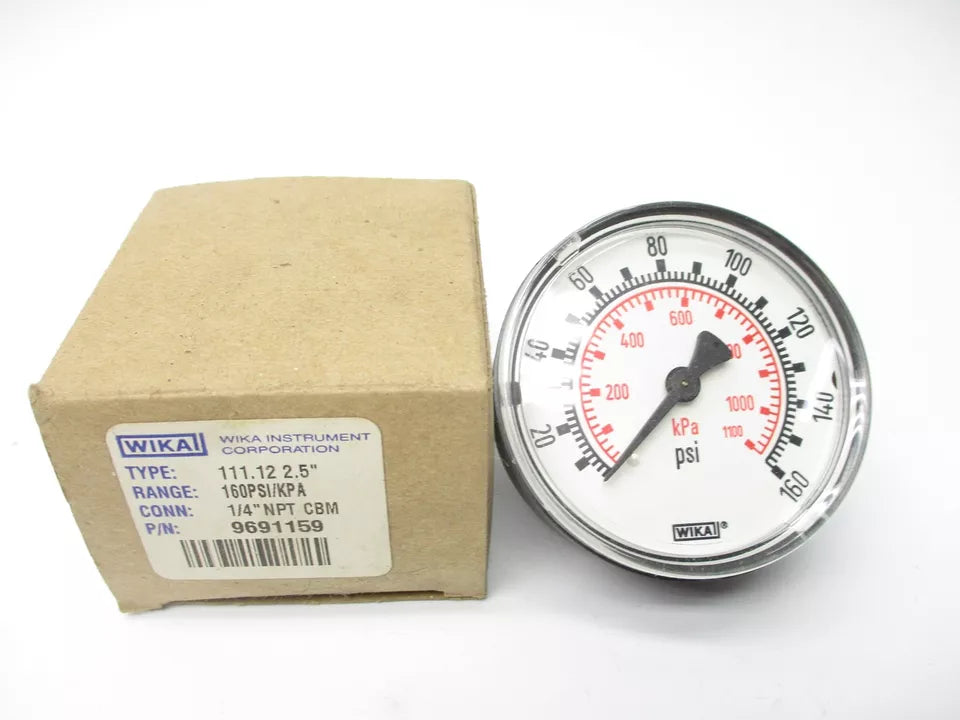 WIKA
WIKA INSTRUMENT
CORPORATION
TYPE: 111.12 2.5"
RANGE: 160PSI/KPA
CONN: 1/4" NPT CBM
P/N: 9691159
20
40
60
80
100
120
140
160
200
400
600
1000
1100
kPa
psi
WIKA®